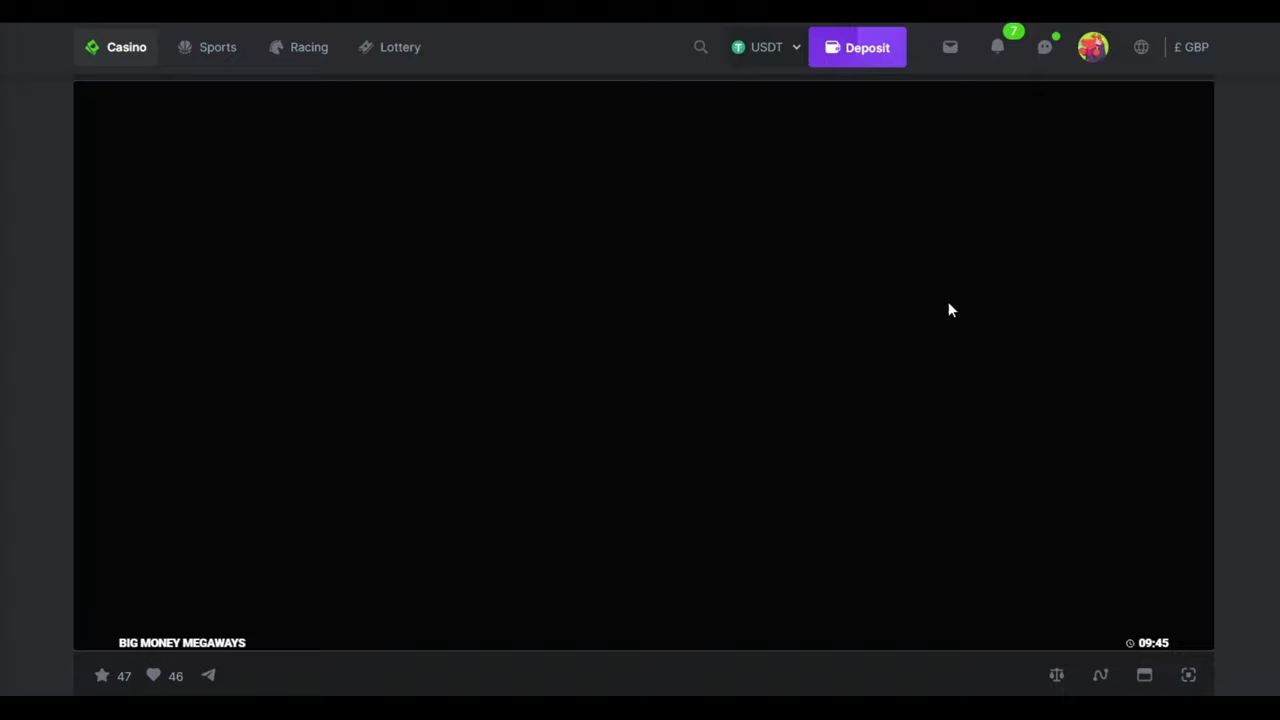 Casino Sports Racing Lottery USDT Deposit 7 £ GBP
BIG MONEY MEGAWAYS 09:45
47 46